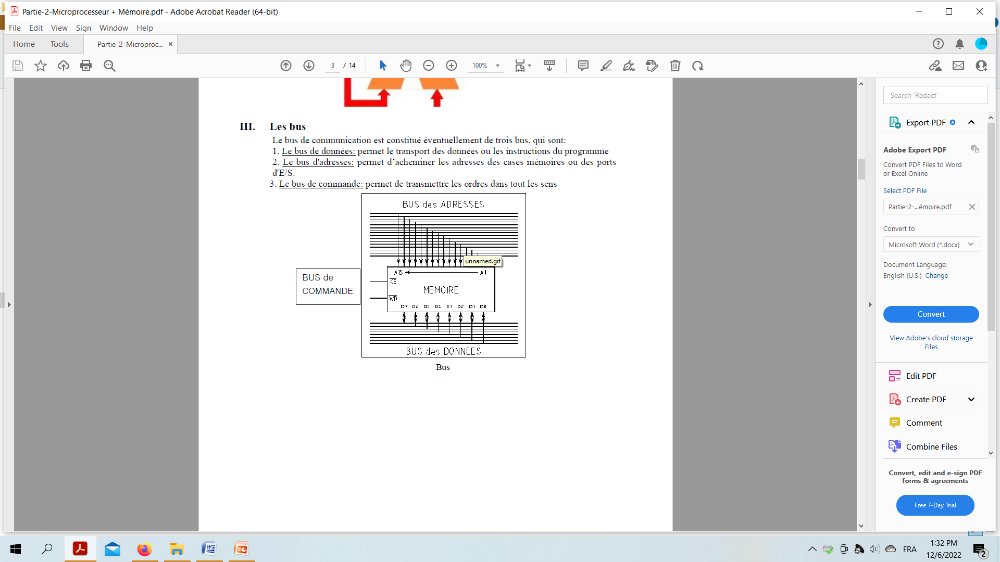 Partie-2-Microprocesseur + Mémoire.pdf - Adobe Acrobat Reader (64-bit)
File Edit View Sign Window Help
Home Tools Partie-2-Microproc...
3 / 14 100%
Search 'Redact'
Export PDF
Adobe Export PDF
Convert PDF Files to Word
or Excel Online
Select PDF File
Partie-2-...émoire.pdf
Convert to
Microsoft Word (*.docx)
Document Language:
English (U.S.) Change
Convert
View Adobe's cloud storage
Files
Edit PDF
Create PDF
Comment
Combine Files
Convert, edit and e-sign PDF
forms & agreements
Free 7-Day Trial
III. Les bus
Le bus de communication est constitué éventuellement de trois bus, qui sont:
1. Le bus de données: permet le transport des données ou les instructions du programme
2. Le bus d'adresses: permet d’acheminer les adresses des cases mémoires ou des ports
d'E/S.
3. Le bus de commande: permet de transmettre les ordres dans tout les sens
BUS des ADRESSES
unnamed.gif
A15
BUS de
COMMANDE
CE
MEMOIRE
WR
D7 D6 D5 D4 D3 D2 D1 D0
BUS des DONNEES
Bus
FRA
1:32 PM
12/6/2022
2